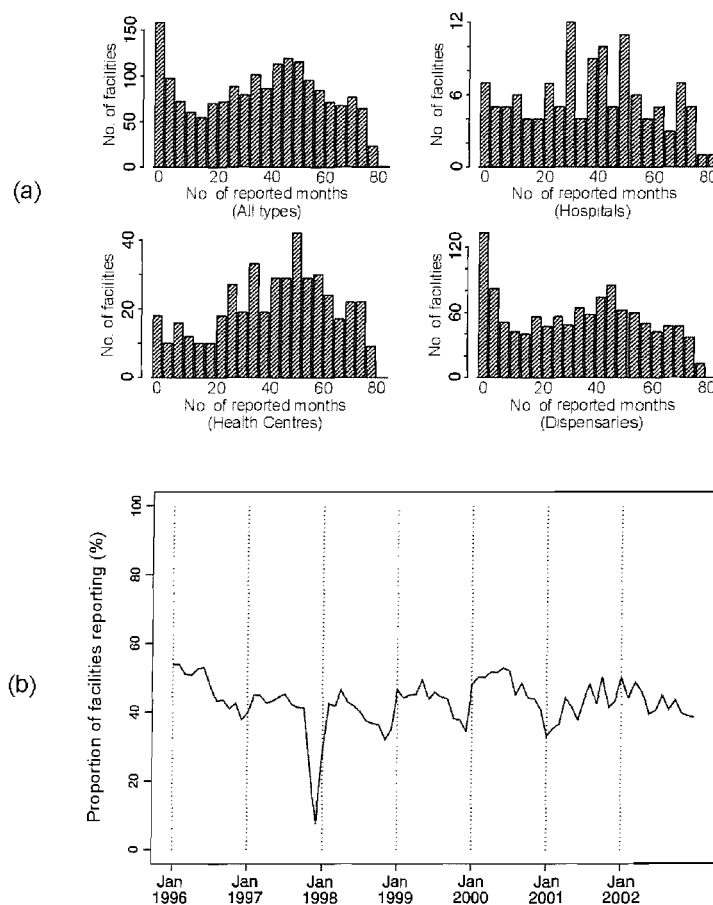 (a)
No. of facilities
0 50 100 150
0 20 40 60 80
No. of reported months
(All types)
No. of facilities
0 6 12
0 20 40 60 80
No. of reported months
(Hospitals)
No. of facilities
0 20 40
0 20 40 60 80
No. of reported months
(Health Centres)
No. of facilities
0 60 120
0 20 40 60 80
No. of reported months
(Dispensaries)
(b)
Proportion of facilities reporting (%)
0 20 40 60 80 100
Jan Jan Jan Jan Jan Jan Jan
1996 1997 1998 1999 2000 2001 2002